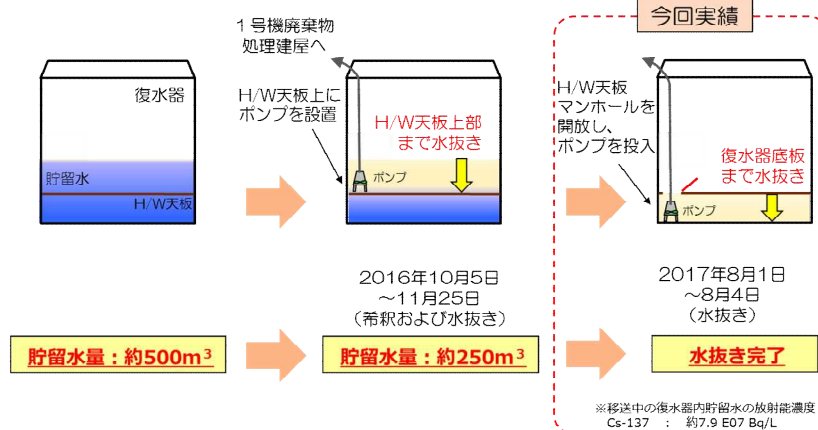 今回実績
1号機廃棄物
処理建屋へ
復水器
貯留水
H/W天板
H/W天板上に
ポンプを設置
H/W天板上部
まで水抜き
ポンプ
H/W天板
マンホールを
開放し、
ポンプを投入
復水器底板
まで水抜き
ポンプ
2016年10月5日
～11月25日
（希釈および水抜き）
2017年8月1日
～8月4日
（水抜き）
貯留水量：約500m³
貯留水量：約250m³
水抜き完了
※移送中の復水器内貯留水の放射能濃度
Cs-137 ： 約7.9 E07 Bq/L